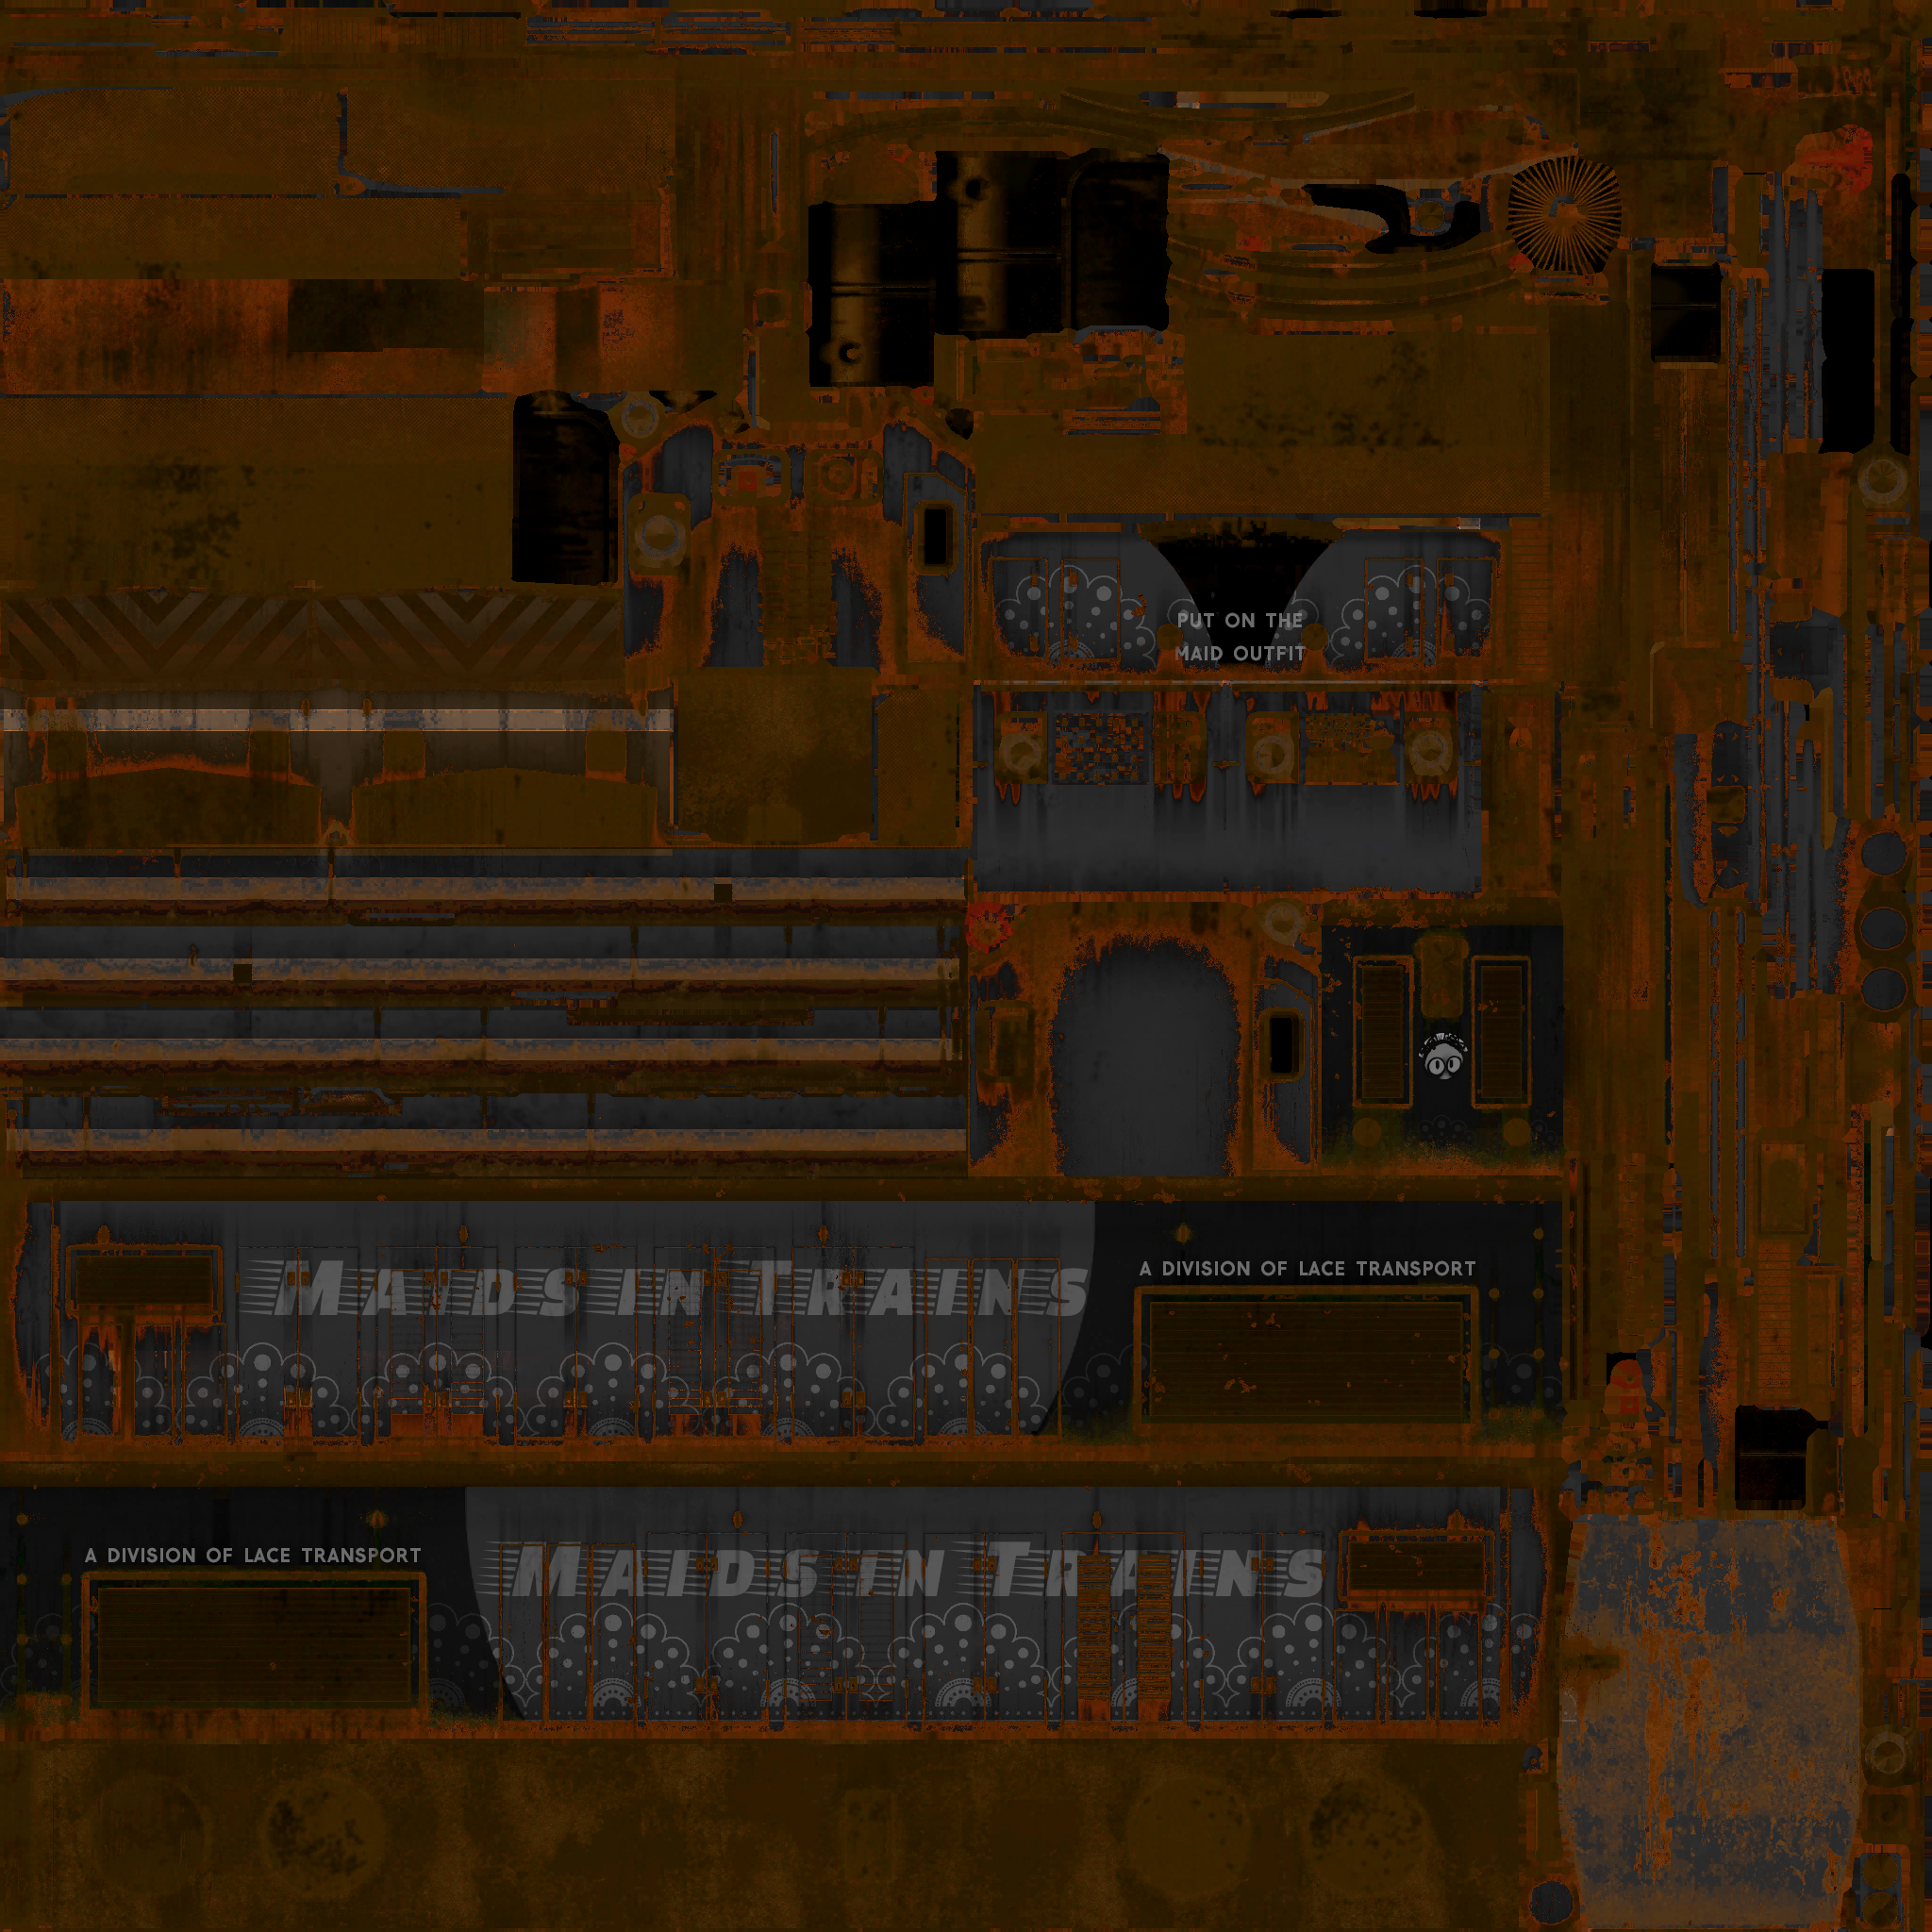 PUT ON THE
MAID OUTFIT
MAIDS IN TRAINS
A DIVISION OF LACE TRANSPORT
A DIVISION OF LACE TRANSPORT
MAIDS IN TRAINS